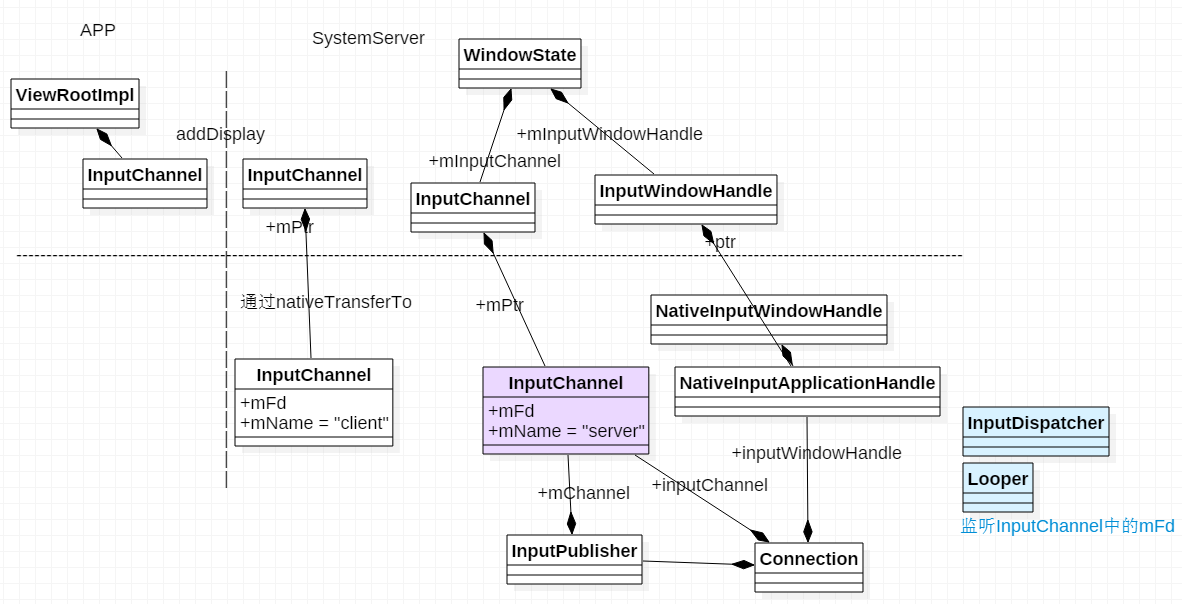 APP
SystemServer
WindowState
ViewRootImpl
addDisplay
+mInputWindowHandle
+mInputChannel
InputChannel
InputChannel
InputChannel
InputWindowHandle
+mPtr
+ptr
通过nativeTransferTo
+mPtr
NativeInputWindowHandle
InputChannel
+mFd
+mName = "client"
InputChannel
+mFd
+mName = "server"
NativeInputApplicationHandle
InputDispatcher
+inputWindowHandle
Looper
+mChannel
+inputChannel
监听InputChannel中的mFd
InputPublisher
Connection